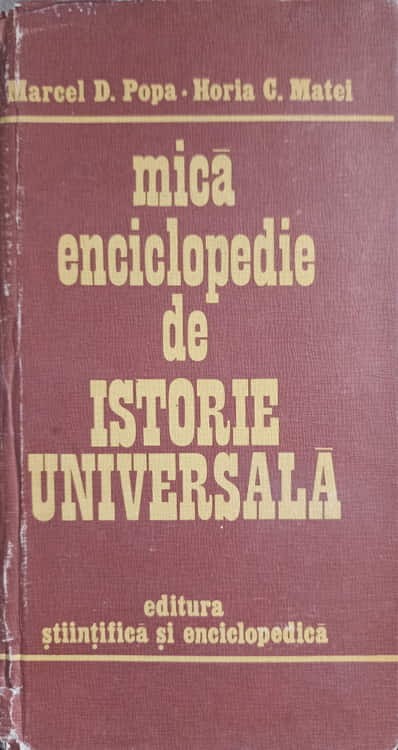 Marcel D. Popa • Horia C. Matei
mică
enciclopedie
de
ISTORIE
UNIVERSALĂ
editura
științifică și enciclopedică